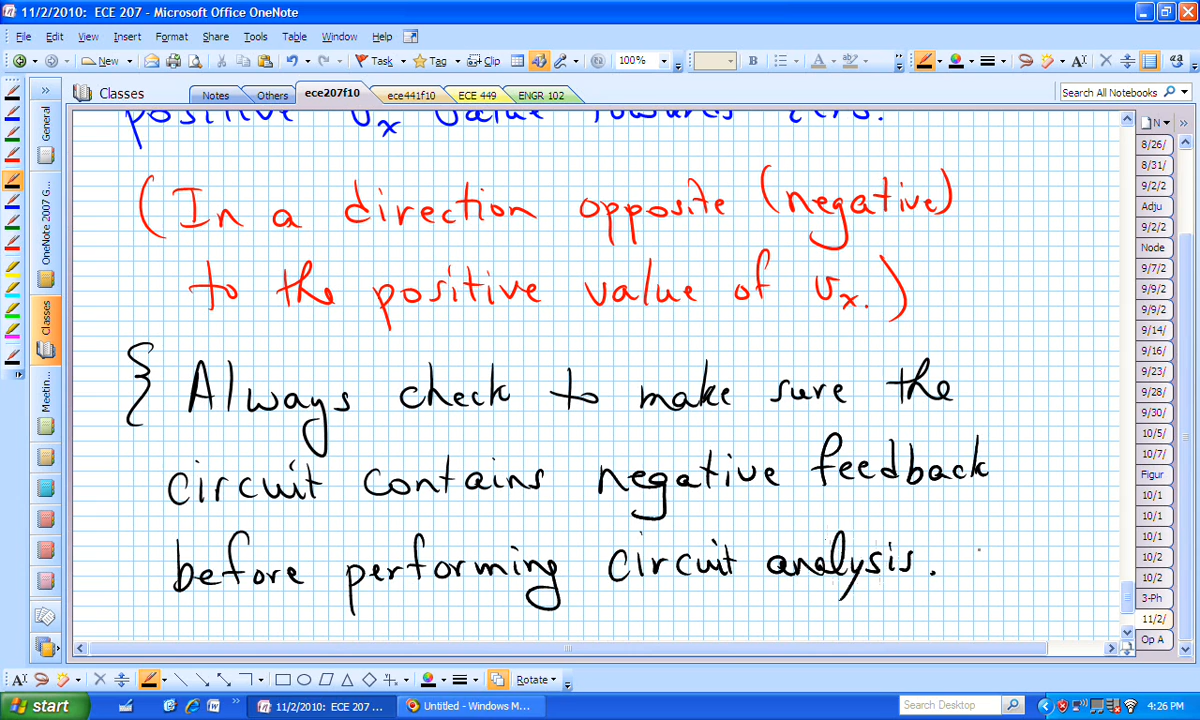 11/2/2010: ECE 207 - Microsoft Office OneNote
File Edit View Insert Format Share Tools Table Window Help
New Task Tag Clip 100% B A ab
Classes Notes Others ece207f10 ece441f10 ECE 449 ENGR 102 Search All Notebooks
positive Vx value towards zero.
(In a direction opposite (negative)
to the positive value of Vx.)
{ Always check to make sure the
circuit contains negative feedback
before performing circuit analysis.
General
OneNote 2007 G...
Classes
Meetin...
N
8/26/
8/31/
9/2/2
Adju
9/2/2
Node
9/7/2
9/9/2
9/9/2
9/14/
9/16/
9/23/
9/28/
9/30/
10/5/
10/7/
Figur
10/1
10/1
10/1
10/2
10/2
3-Ph
11/2/
Op A
Rotate
start 11/2/2010: ECE 207 ... Untitled - Windows M... Search Desktop 4:26 PM